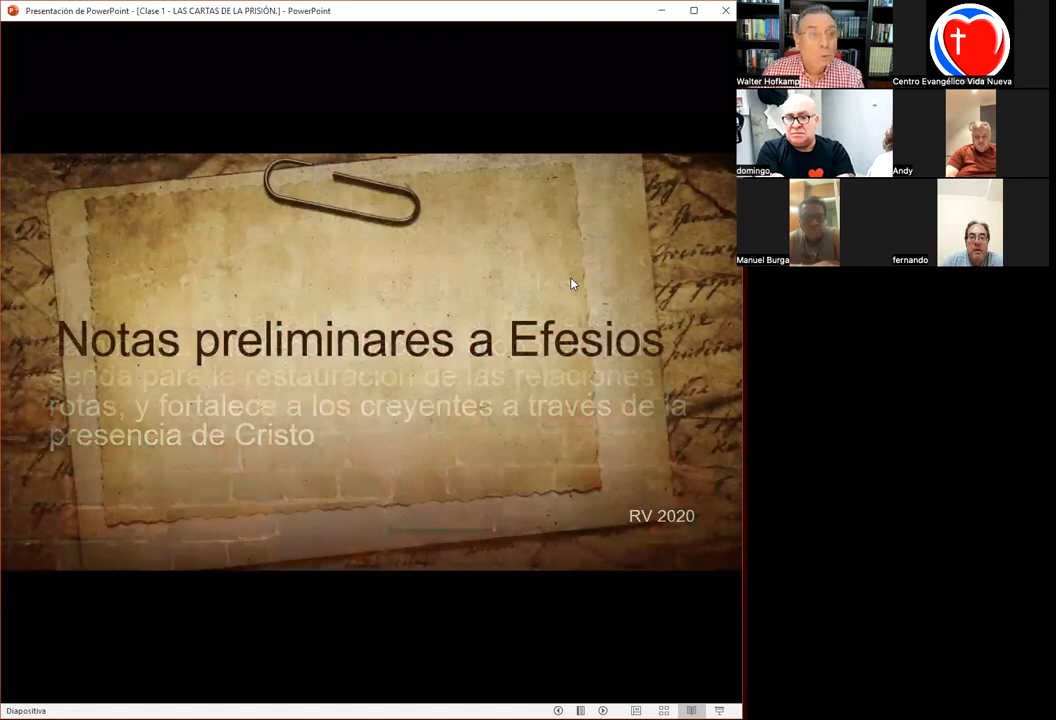 Presentación de PowerPoint - [Clase 1 - LAS CARTAS DE LA PRISIÓN.] - PowerPoint
Walter Hofkamp
Centro Evangélico Vida Nueva
domingo
Andy
Manuel Burga
fernando
Notas preliminares a Efesios
senda para la restauración de las relaciones
rotas, y fortalece a los creyentes a través de la
presencia de Cristo
RV 2020
Diapositiva